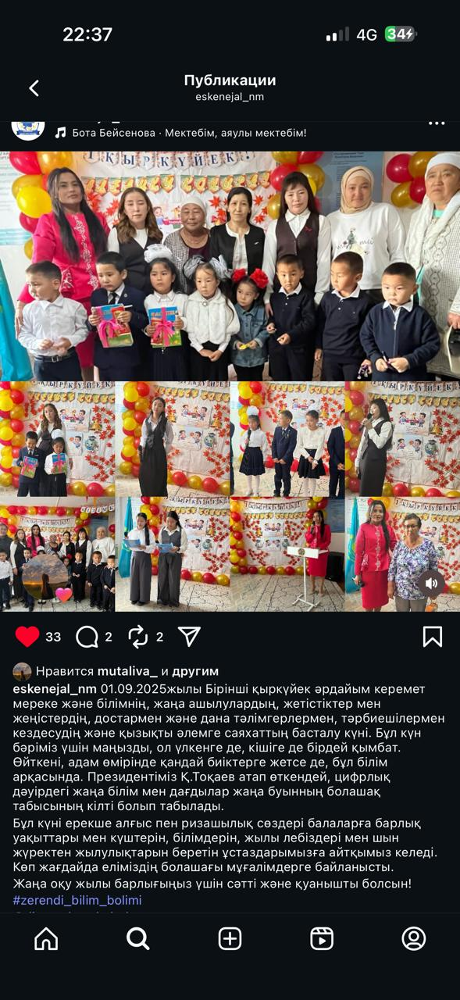 22:37
4G
34
Публикации
eskenejal_nm
Бота Бейсенова · Мектебім, аяулы мектебім!
ҚЫРКҮЙЕК!
33
2
2
Нравится mutaliva_ и другим
eskenejal_nm 01.09.2025жылы Бірінші қыркүйек әрдайым керемет
мереке және білімнің, жаңа ашылулардың, жетістіктер мен
жеңістердің, достармен және дана тәлімгерлермен, тәрбиешілермен
кездесудің және қызықты әлемге саяхаттың басталу күні. Бұл күн
бәріміз үшін маңызды, ол үлкенге де, кішіге де бірдей қымбат.
Өйткені, адам өмірінде қандай биіктерге жетсе де, бұл білім
арқасында. Президентіміз Қ.Тоқаев атап өткендей, цифрлық
дәуірдегі жаңа білім мен дағдылар жаңа буынның болашақ
табысының кілті болып табылады.
Бұл күні ерекше алғыс пен ризашылық сөздері балаларға барлық
уақыттары мен күштерін, білімдерін, жылы лебіздері мен шын
жүректен жылулықтарын беретін ұстаздарымызға айтқымыз келеді.
Көп жағдайда еліміздің болашағы мұғалімдерге байланысты.
Жаңа оқу жылы барлығыңыз үшін сәтті және қуанышты болсын!
#zerendi_bilim_bolimi